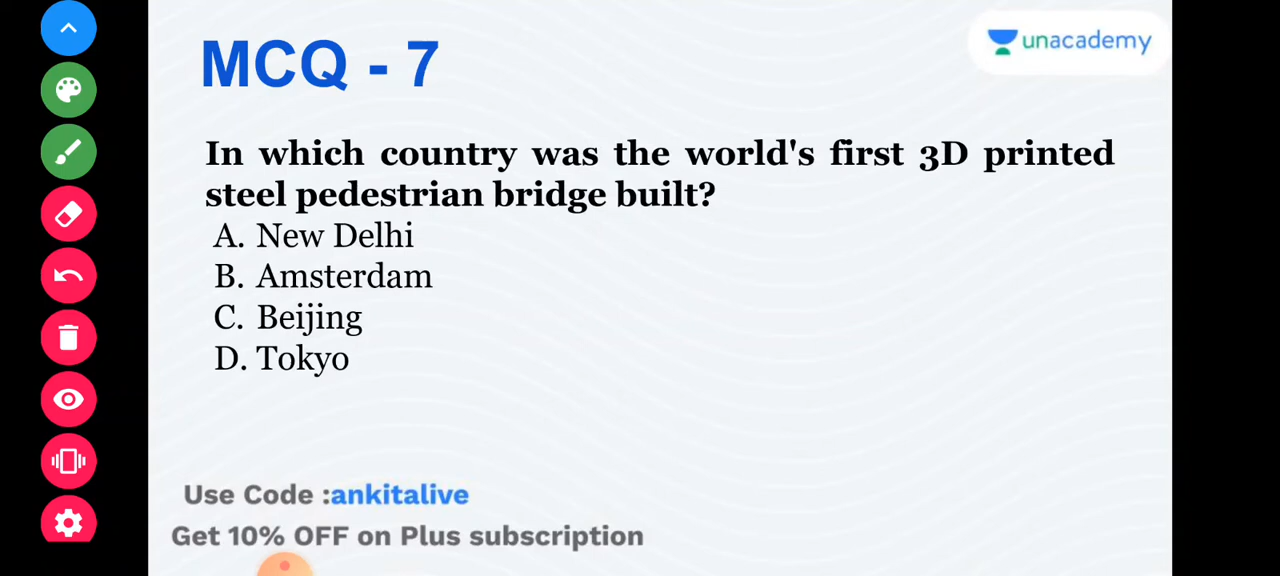 MCQ - 7
unacademy
In which country was the world's first 3D printed
steel pedestrian bridge built?
A. New Delhi
B. Amsterdam
C. Beijing
D. Tokyo
Use Code :ankitalive
Get 10% OFF on Plus subscription